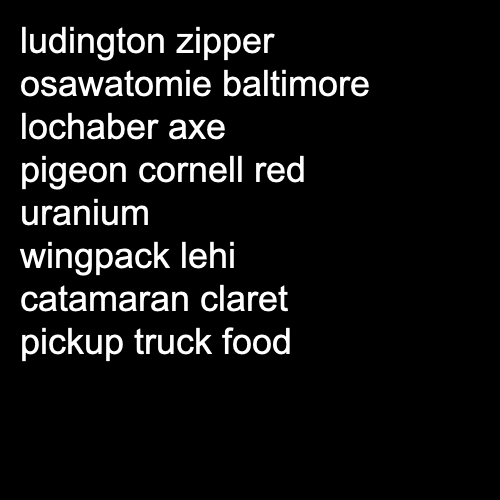 ludington zipper
osawatomie baltimore
lochaber axe
pigeon cornell red
uranium
wingpack lehi
catamaran claret
pickup truck food